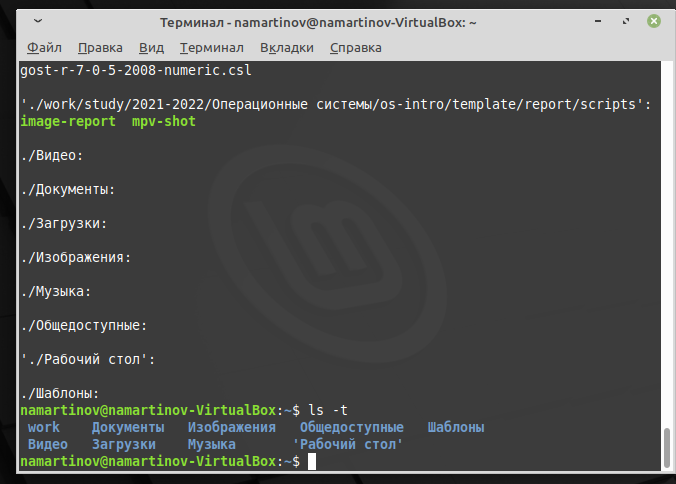 Терминал - namartinov@namartinov-VirtualBox: ~
Файл Правка Вид Терминал Вкладки Справка
gost-r-7-0-5-2008-numeric.csl
'./work/study/2021-2022/Операционные системы/os-intro/template/report/scripts':
image-report mpv-shot
./Видео:
./Документы:
./Загрузки:
./Изображения:
./Музыка:
./Общедоступные:
'./Рабочий стол':
./Шаблоны:
namartinov@namartinov-VirtualBox:~$ ls -t
work Документы Изображения Общедоступные Шаблоны
Видео Загрузки Музыка 'Рабочий стол'
namartinov@namartinov-VirtualBox:~$